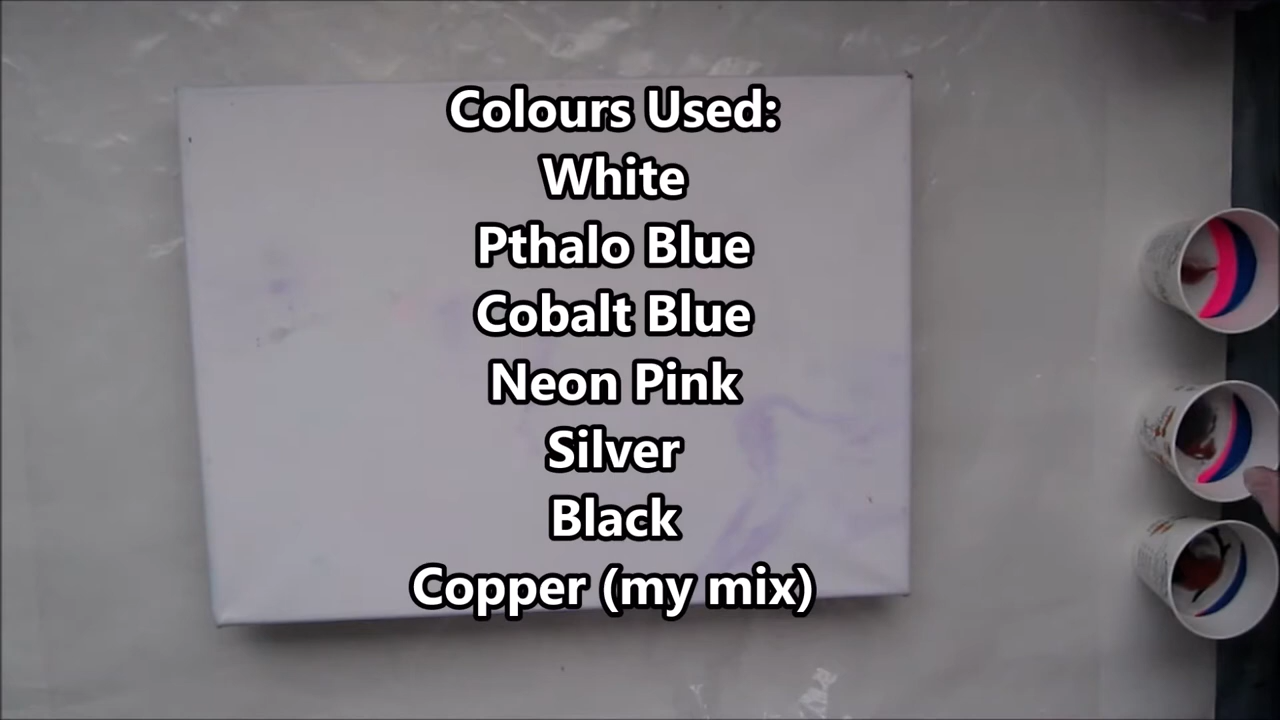 Colours Used:
White
Pthalo Blue
Cobalt Blue
Neon Pink
Silver
Black
Copper (my mix)